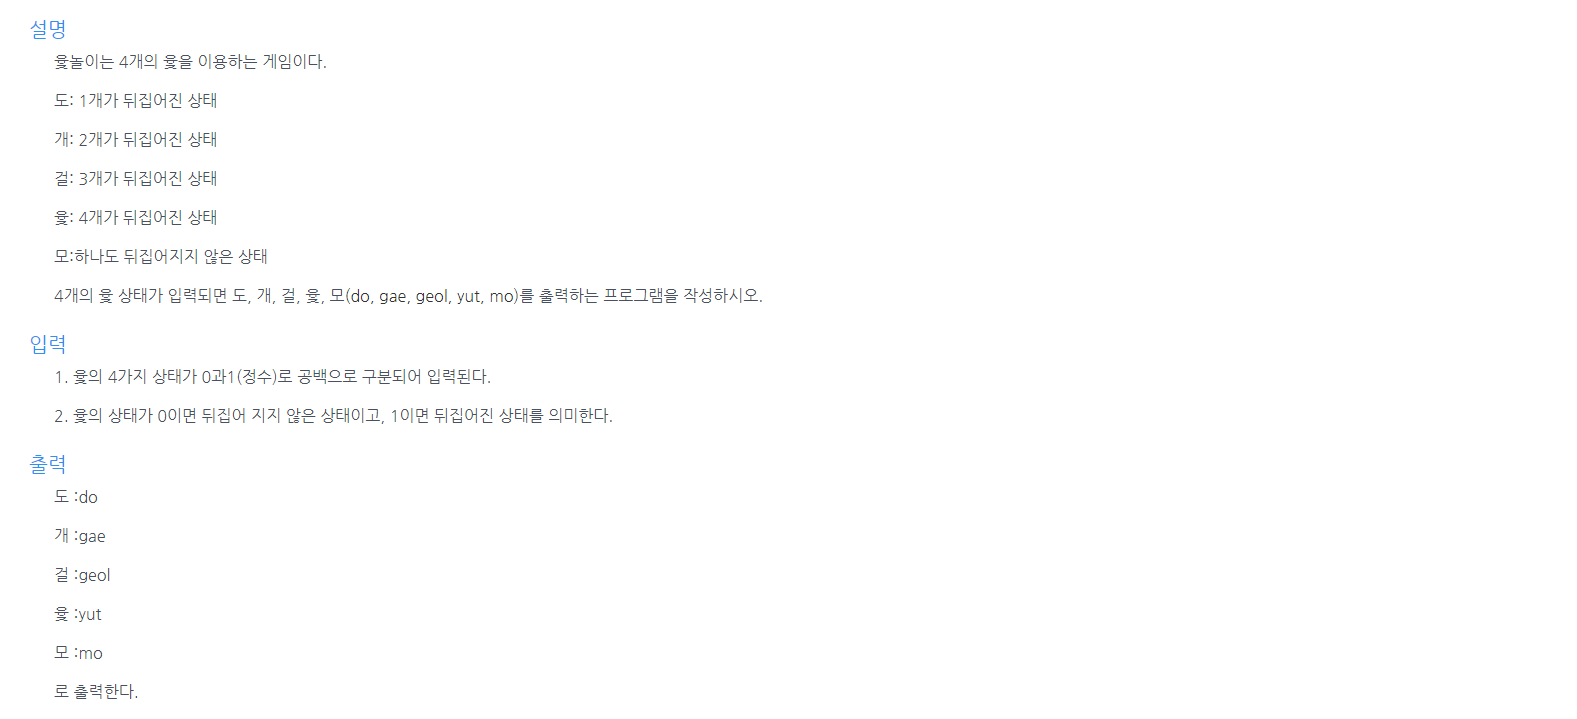 설명
윷놀이는 4개의 윷을 이용하는 게임이다.
도: 1개가 뒤집어진 상태
개: 2개가 뒤집어진 상태
걸: 3개가 뒤집어진 상태
윷: 4개가 뒤집어진 상태
모:하나도 뒤집어지지 않은 상태
4개의 윷 상태가 입력되면 도, 개, 걸, 윷, 모(do, gae, geol, yut, mo)를 출력하는 프로그램을 작성하시오.
입력
1. 윷의 4가지 상태가 0과1(정수)로 공백으로 구분되어 입력된다.
2. 윷의 상태가 0이면 뒤집어 지지 않은 상태이고, 1이면 뒤집어진 상태를 의미한다.
출력
도 :do
개 :gae
걸 :geol
윷 :yut
모 :mo
로 출력한다.